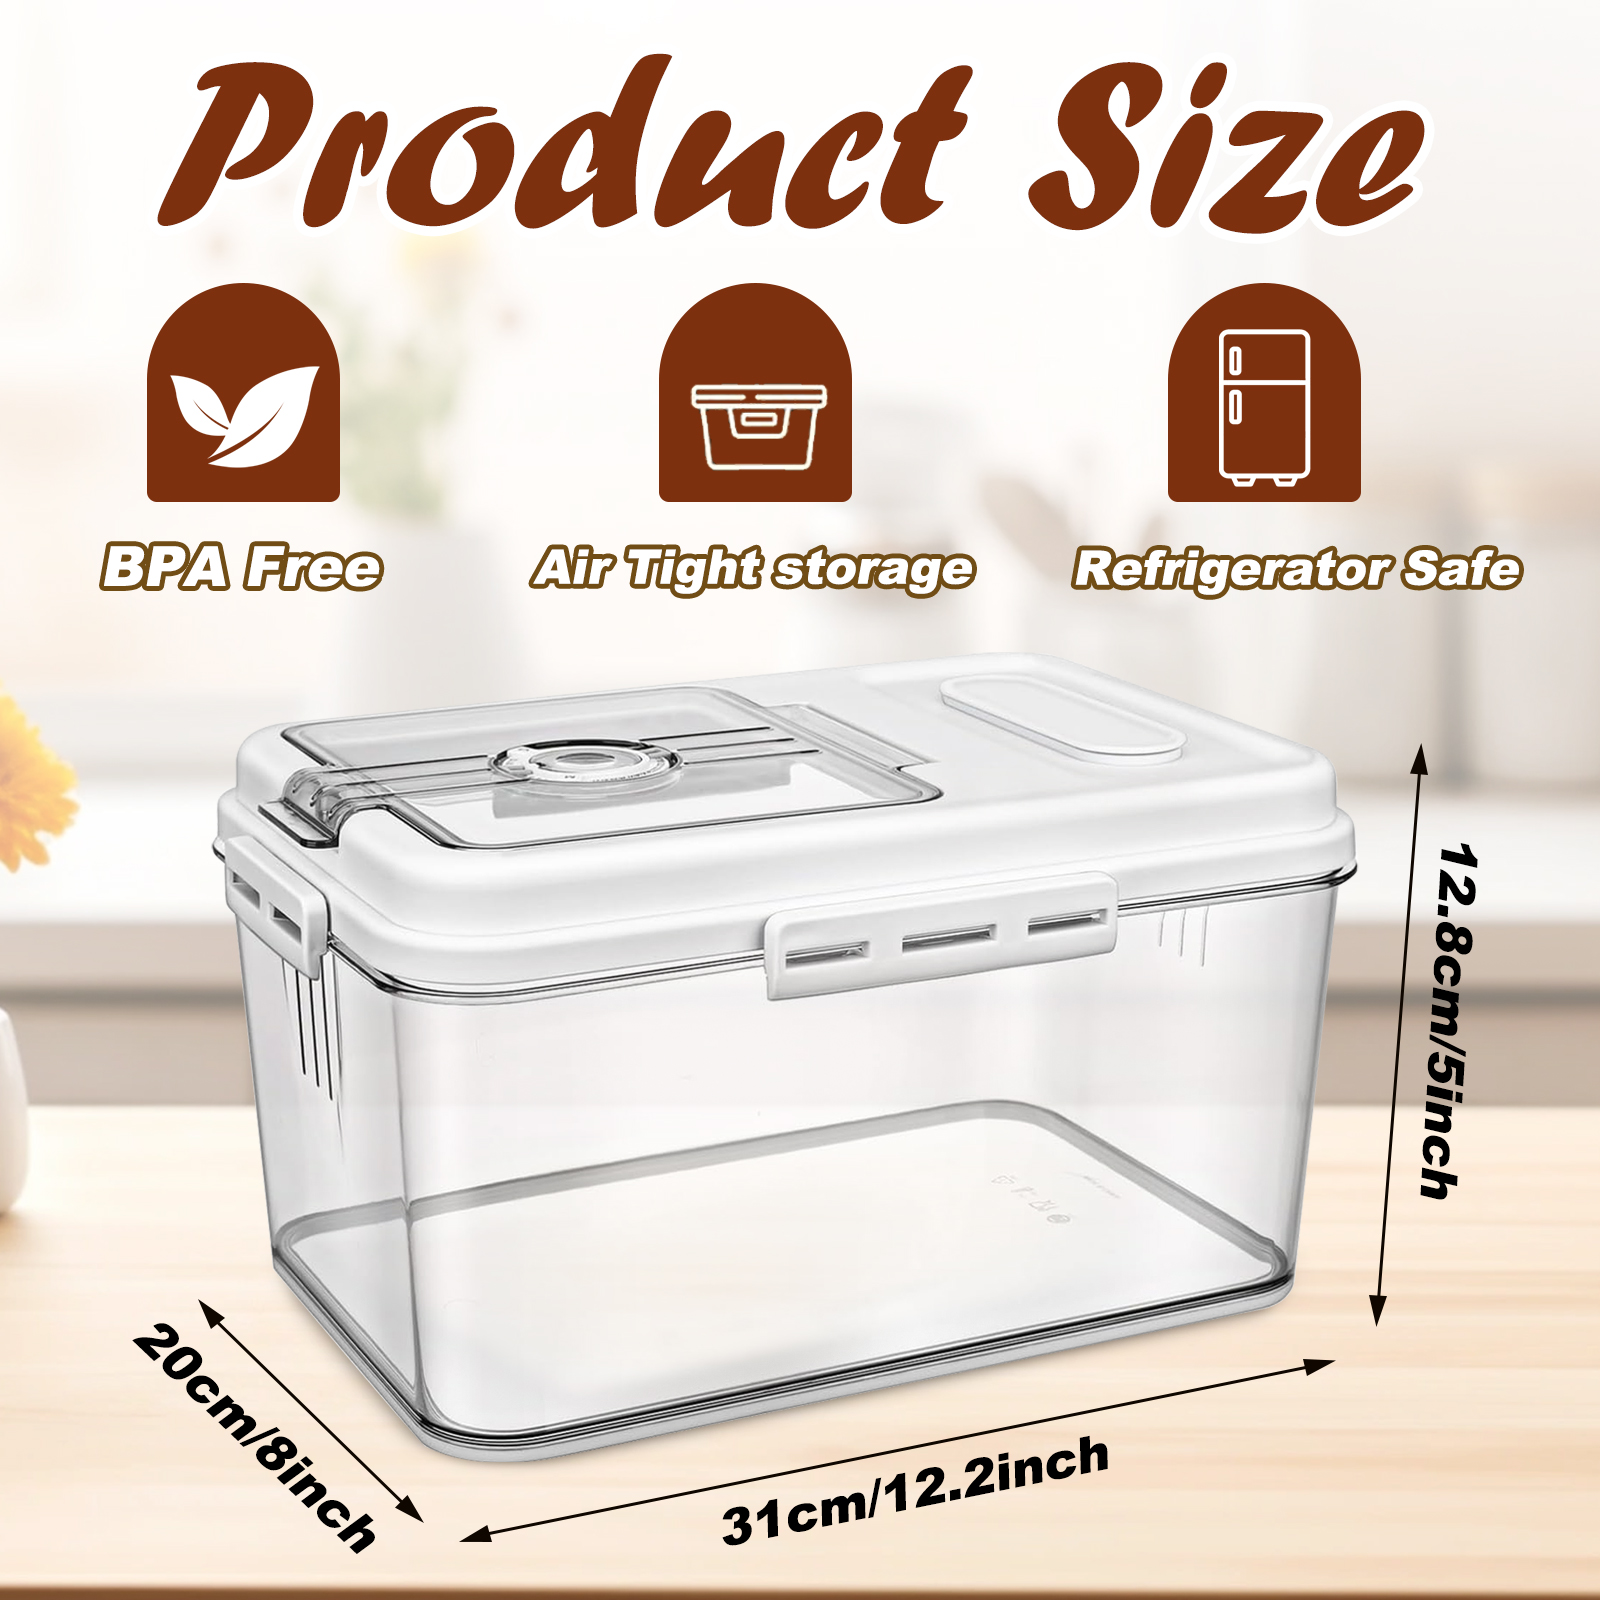 Product Size
BPA Free
Air Tight storage
Refrigerator Safe
12.8cm/5inch
20cm/8inch
31cm/12.2inch